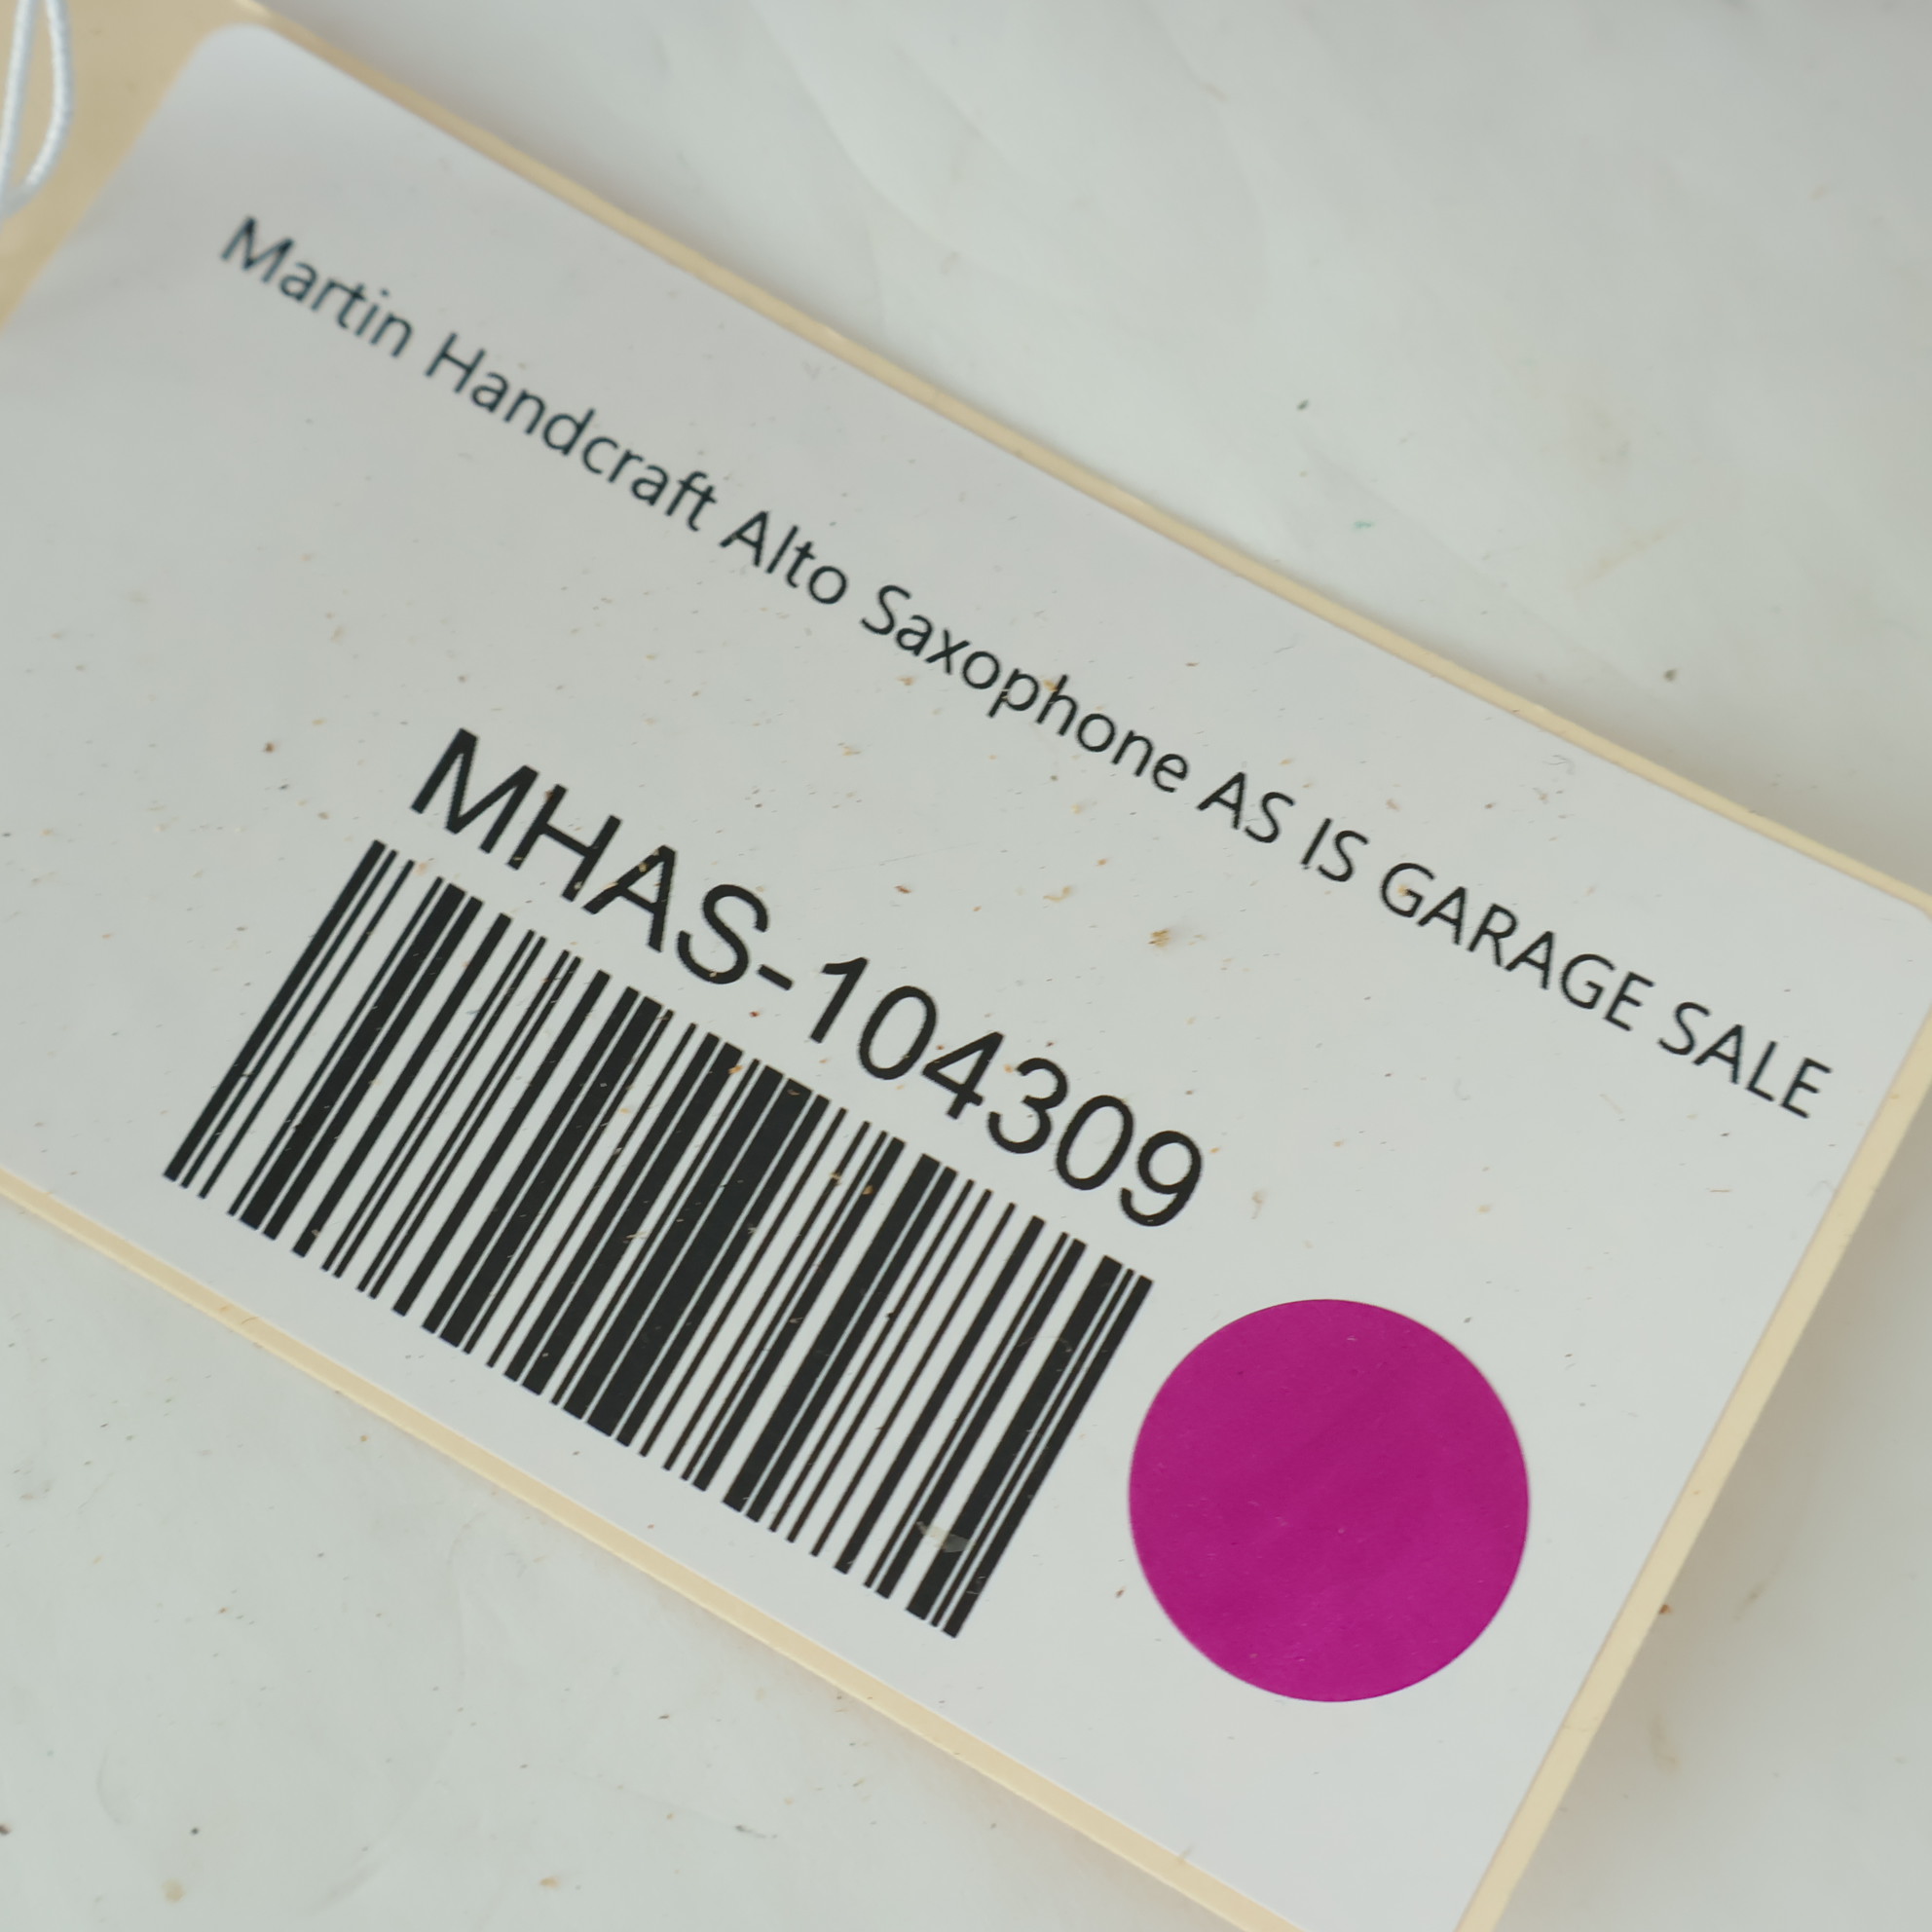 Martin Handcraft Alto Saxophone AS IS GARAGE SALE
MHAS-104309